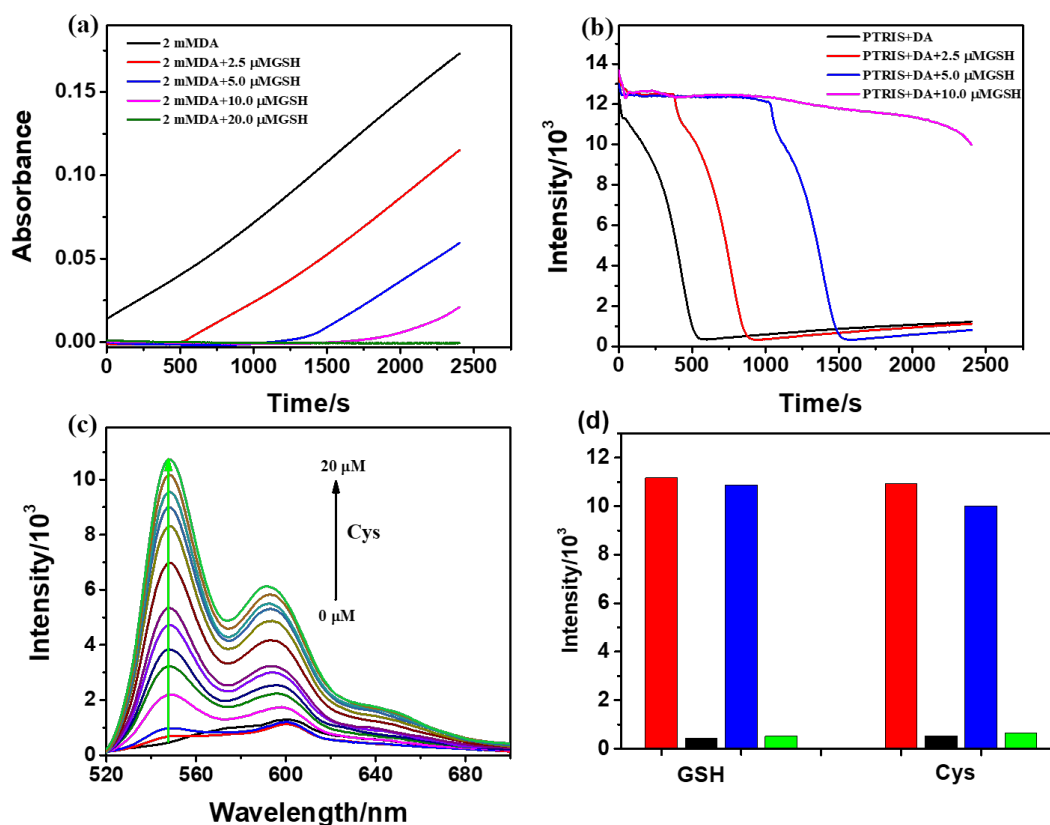 (a)
2 mMDA
2 mMDA+2.5 μMGSH
2 mMDA+5.0 μMGSH
2 mMDA+10.0 μMGSH
2 mMDA+20.0 μMGSH
0.15
0.10
0.05
0.00
Absorbance
0 500 1000 1500 2000 2500
Time/s
(b)
PTRIS+DA
PTRIS+DA+2.5 μMGSH
PTRIS+DA+5.0 μMGSH
PTRIS+DA+10.0 μMGSH
14
12
10
8
6
4
2
0
Intensity/10³
0 500 1000 1500 2000 2500
Time/s
(c)
20 μM
Cys
0 μM
10
8
6
4
2
0
Intensity/10³
520 560 600 640 680
Wavelength/nm
(d)
12
10
8
6
4
2
0
Intensity/10³
GSH Cys